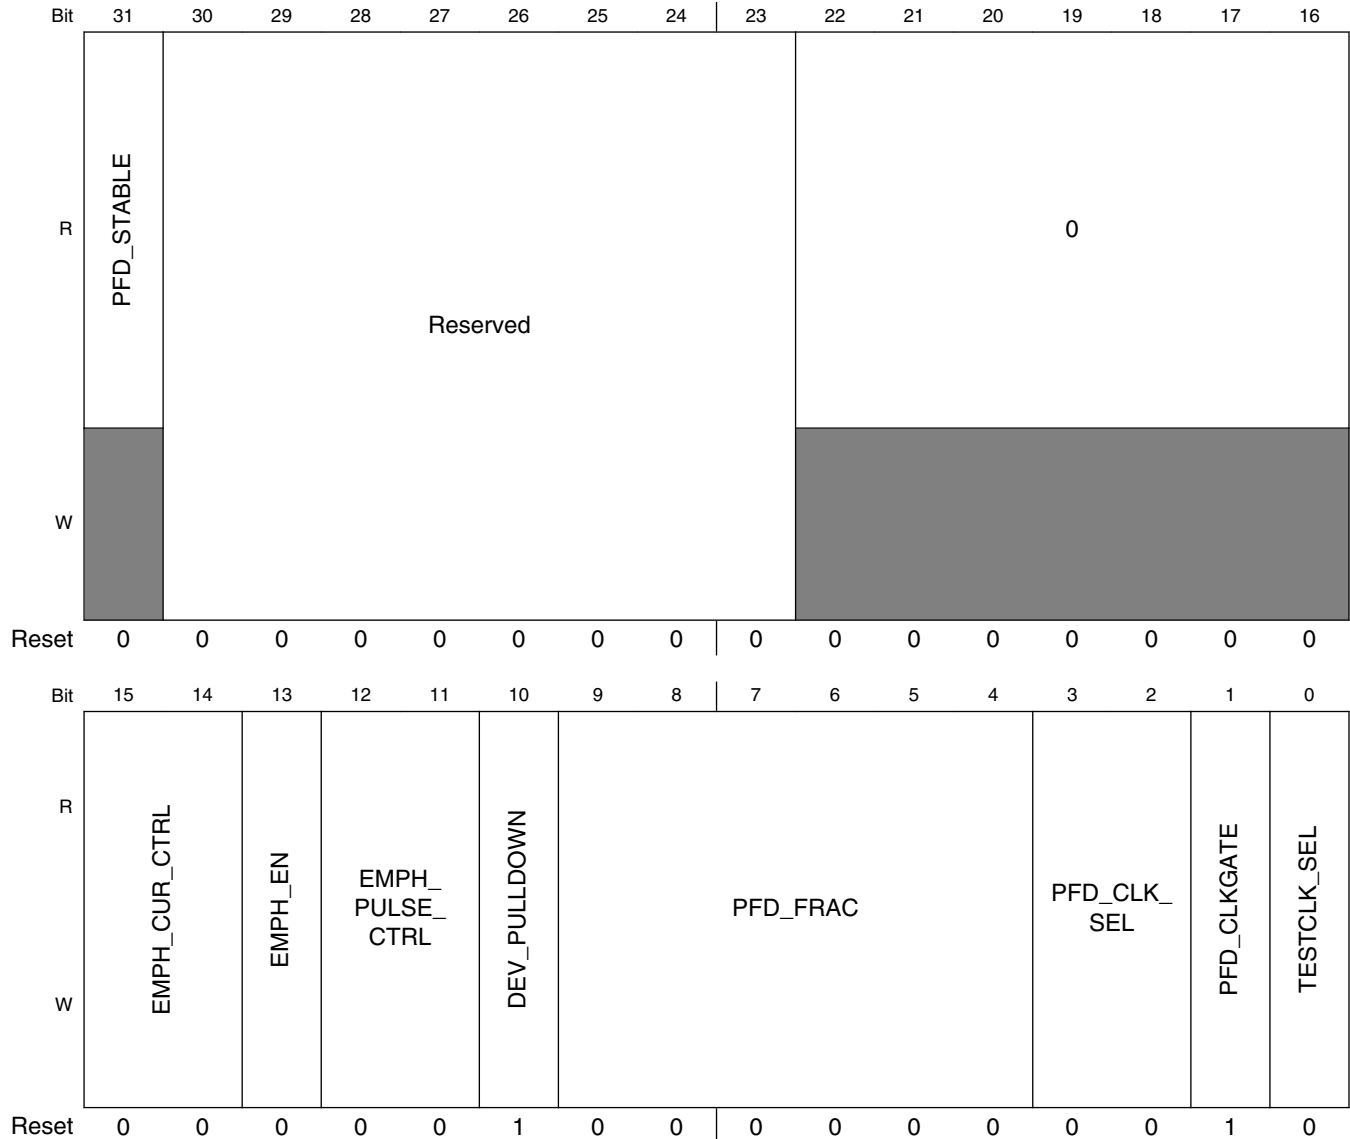 Bit 31 30 29 28 27 26 25 24 23 22 21 20 19 18 17 16
R
PFD_STABLE
Reserved
0
W
Reset 0 0 0 0 0 0 0 0 0 0 0 0 0 0 0 0
Bit 15 14 13 12 11 10 9 8 7 6 5 4 3 2 1 0
R
EMPH_CUR_CTRL
EMPH_EN
EMPH_
PULSE_
CTRL
DEV_PULLDOWN
PFD_FRAC
PFD_CLK_
SEL
PFD_CLKGATE
TESTCLK_SEL
W
Reset 0 0 0 0 0 1 0 0 0 0 0 0 0 0 1 0